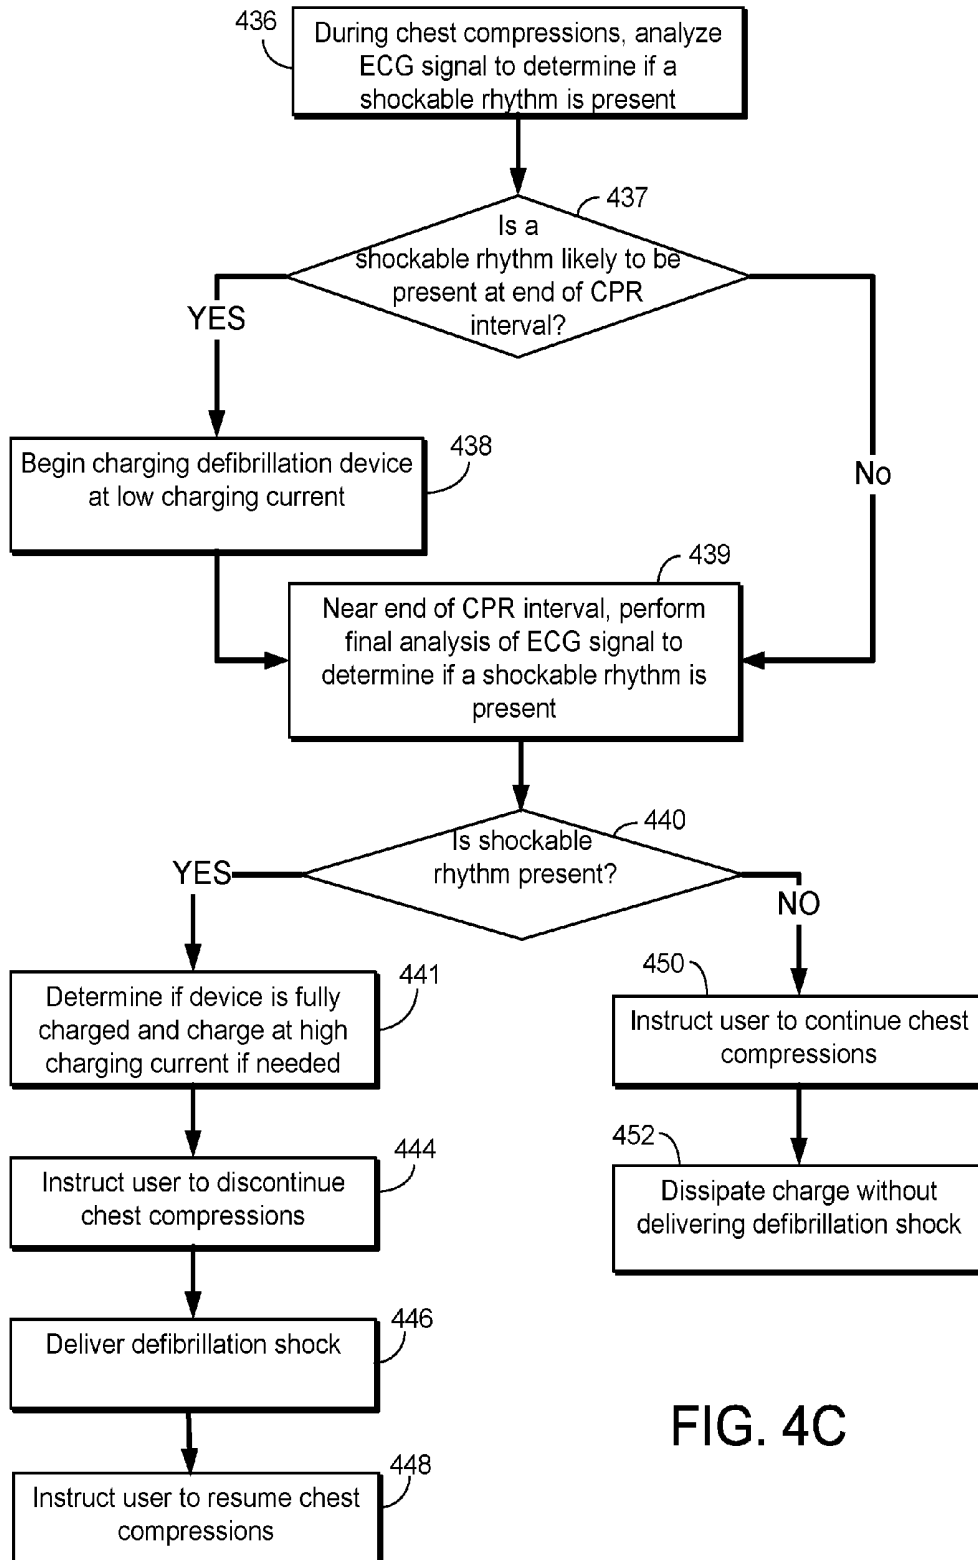 436
During chest compressions, analyze
ECG signal to determine if a
shockable rhythm is present
437
Is a
shockable rhythm likely to be
present at end of CPR
interval?
YES
No
438
Begin charging defibrillation device
at low charging current
439
Near end of CPR interval, perform
final analysis of ECG signal to
determine if a shockable rhythm is
present
440
Is shockable
rhythm present?
YES
NO
441
Determine if device is fully
charged and charge at high
charging current if needed
450
Instruct user to continue chest
compressions
444
Instruct user to discontinue
chest compressions
452
Dissipate charge without
delivering defibrillation shock
446
Deliver defibrillation shock
448
Instruct user to resume chest
compressions
FIG. 4C